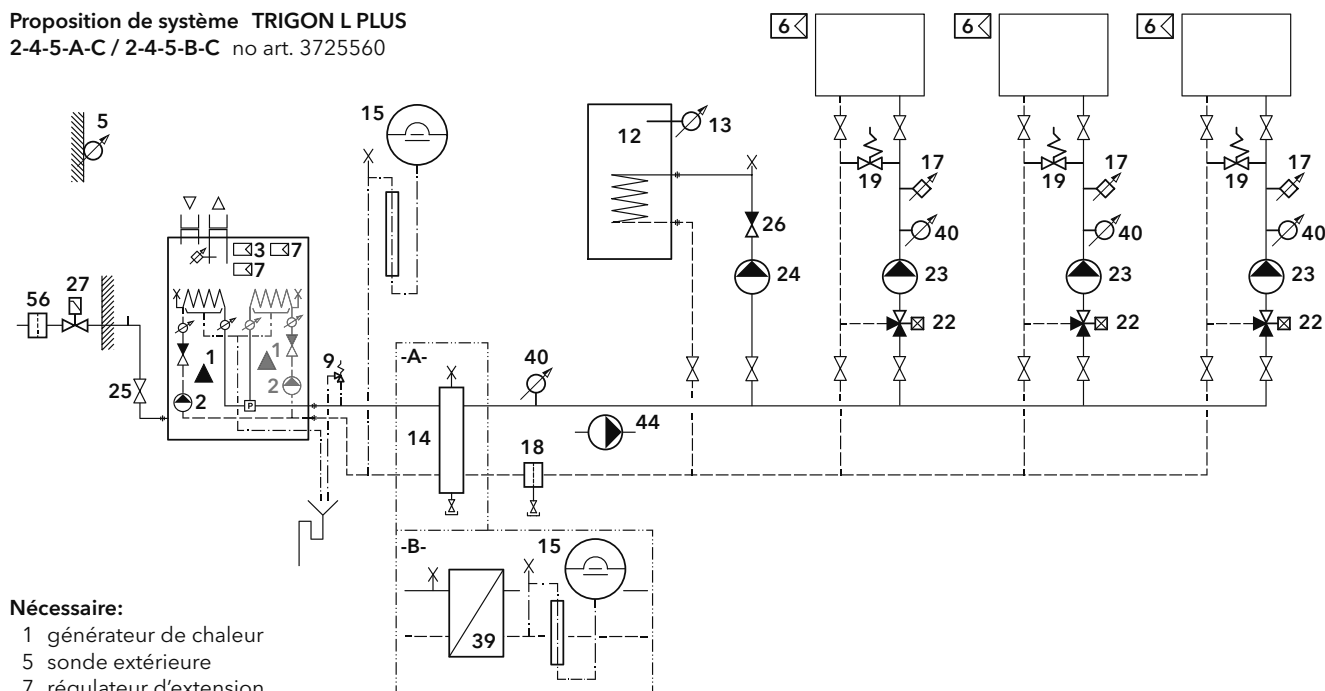 Proposition de système TRIGON L PLUS
2-4-5-A-C / 2-4-5-B-C no art. 3725560
6 6 6
5
15
12
13
17 17 17
19 19 19
26
40 40 40
3 7
7
24
23 23 23
27
56
22 22 22
1
1
9
-A-
40
25
2
2
P
14
44
18
-B-
15
39
Nécessaire:
1 générateur de chaleur
5 sonde extérieure
7 régulateur d'extension